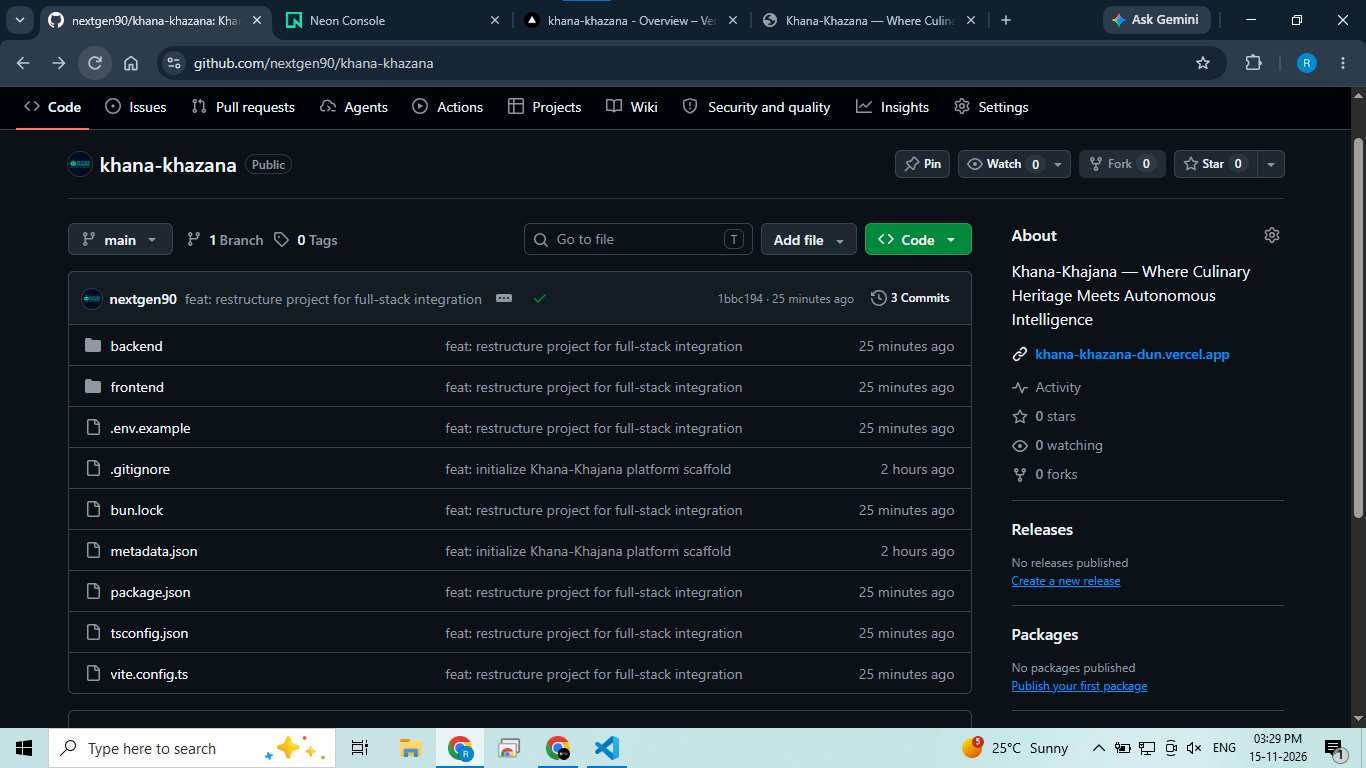 nextgen90/khana-khazana: Khan
Neon Console
khana-khazana - Overview – Ver
Khana-Khazana — Where Culina
Ask Gemini
github.com/nextgen90/khana-khazana
R
Code
Issues
Pull requests
Agents
Actions
Projects
Wiki
Security and quality
Insights
Settings
khana-khazana
Public
Pin
Watch 0
Fork 0
Star 0
main
1 Branch
0 Tags
Go to file
T
Add file
Code
nextgen90 feat: restructure project for full-stack integration
1bbc194 · 25 minutes ago
3 Commits
backend feat: restructure project for full-stack integration 25 minutes ago
frontend feat: restructure project for full-stack integration 25 minutes ago
.env.example feat: restructure project for full-stack integration 25 minutes ago
.gitignore feat: initialize Khana-Khajana platform scaffold 2 hours ago
bun.lock feat: restructure project for full-stack integration 25 minutes ago
metadata.json feat: initialize Khana-Khajana platform scaffold 2 hours ago
package.json feat: restructure project for full-stack integration 25 minutes ago
tsconfig.json feat: restructure project for full-stack integration 25 minutes ago
vite.config.ts feat: restructure project for full-stack integration 25 minutes ago
About
Khana-Khajana — Where Culinary
Heritage Meets Autonomous
Intelligence
khana-khazana-dun.vercel.app
Activity
0 stars
0 watching
0 forks
Releases
No releases published
Create a new release
Packages
No packages published
Publish your first package
Type here to search
R
5
25°C Sunny
ENG
03:29 PM
15-11-2026
1